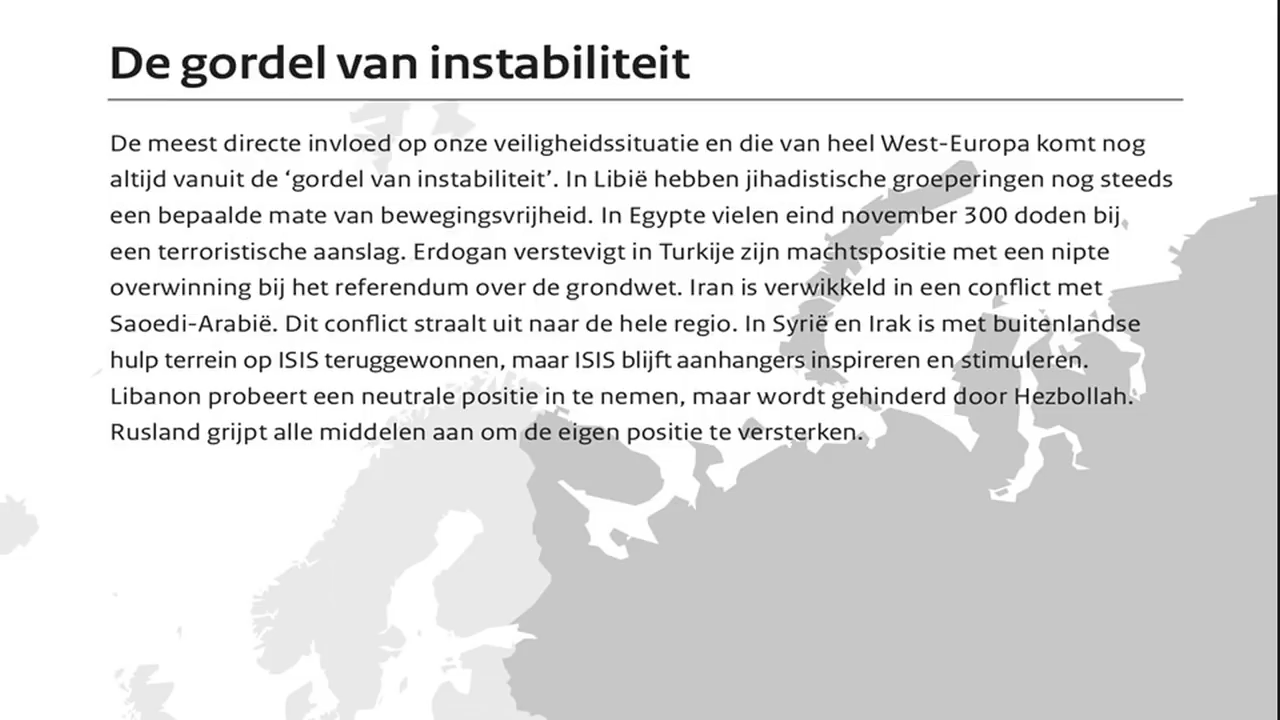 De gordel van instabiliteit
De meest directe invloed op onze veiligheidssituatie en die van heel West-Europa komt nog
altijd vanuit de ‘gordel van instabiliteit’. In Libië hebben jihadistische groeperingen nog steeds
een bepaalde mate van bewegingsvrijheid. In Egypte vielen eind november 300 doden bij
een terroristische aanslag. Erdogan verstevigt in Turkije zijn machtspositie met een nipte
overwinning bij het referendum over de grondwet. Iran is verwikkeld in een conflict met
Saoedi-Arabië. Dit conflict straalt uit naar de hele regio. In Syrië en Irak is met buitenlandse
hulp terrein op ISIS teruggewonnen, maar ISIS blijft aanhangers inspireren en stimuleren.
Libanon probeert een neutrale positie in te nemen, maar wordt gehinderd door Hezbollah.
Rusland grijpt alle middelen aan om de eigen positie te versterken.